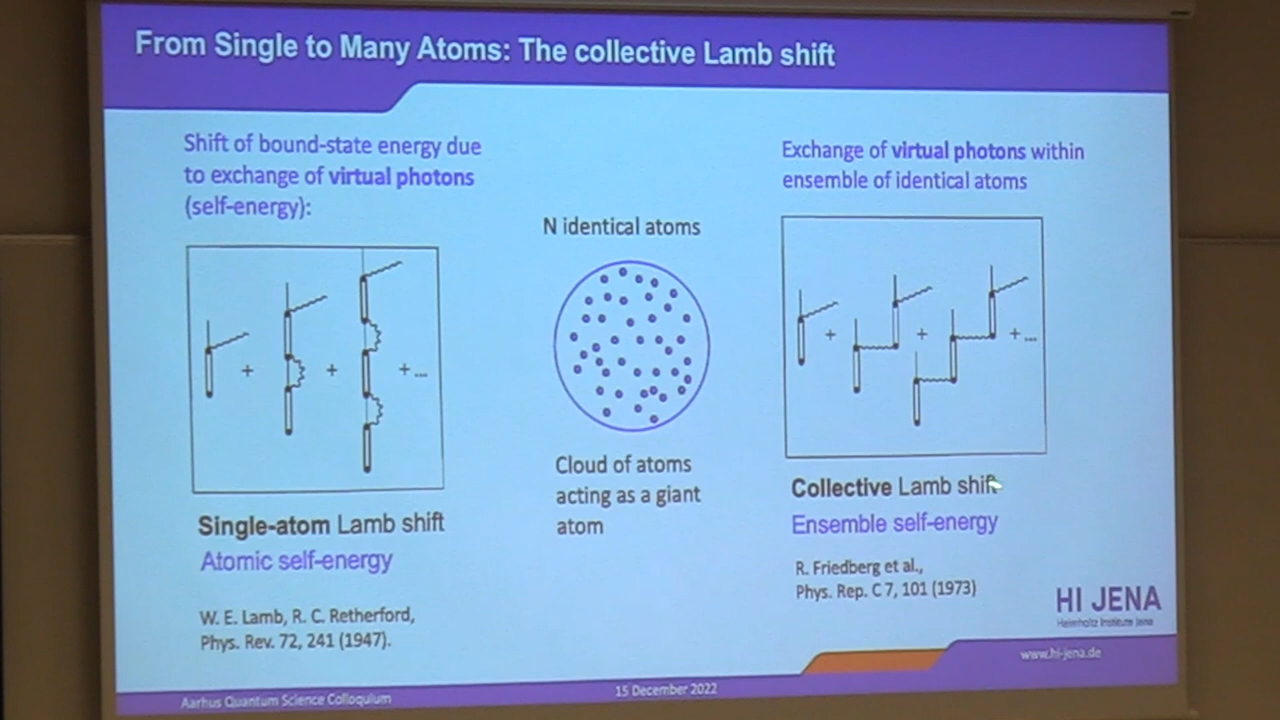 From Single to Many Atoms: The collective Lamb shift
Shift of bound-state energy due
to exchange of virtual photons
(self-energy):
+
+
+...
Single-atom Lamb shift
Atomic self-energy
W. E. Lamb, R. C. Retherford,
Phys. Rev. 72, 241 (1947).
N identical atoms
Cloud of atoms
acting as a giant
atom
Exchange of virtual photons within
ensemble of identical atoms
+
+
+...
Collective Lamb shift
Ensemble self-energy
R. Friedberg et al.,
Phys. Rep. C 7, 101 (1973)
HI JENA
Helmholtz Institute Jena
www.hi-jena.de
Aarhus Quantum Science Colloquium
15 December 2022